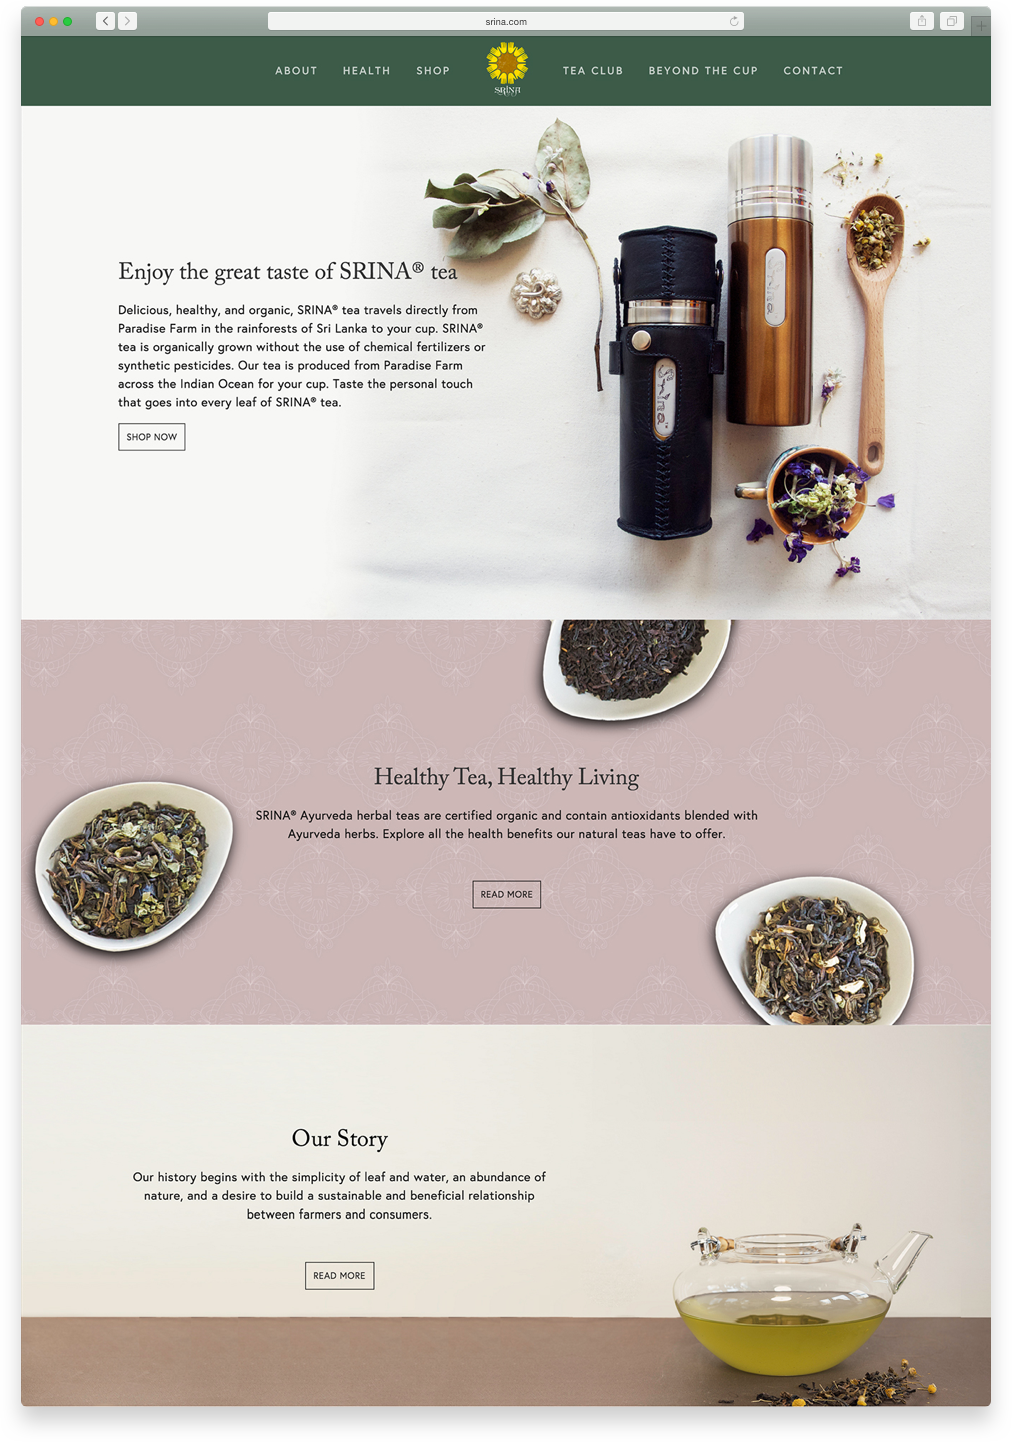 srina.com
ABOUT
HEALTH
SHOP
SRINA
TEA CLUB
BEYOND THE CUP
CONTACT
Enjoy the great taste of SRINA® tea
Delicious, healthy, and organic, SRINA® tea travels directly from
Paradise Farm in the rainforests of Sri Lanka to your cup. SRINA®
tea is organically grown without the use of chemical fertilizers or
synthetic pesticides. Our tea is produced from Paradise Farm
across the Indian Ocean for your cup. Taste the personal touch
that goes into every leaf of SRINA® tea.
SHOP NOW
Srina
Srina
Healthy Tea, Healthy Living
SRINA® Ayurveda herbal teas are certified organic and contain antioxidants blended with
Ayurveda herbs. Explore all the health benefits our natural teas have to offer.
READ MORE
Our Story
Our history begins with the simplicity of leaf and water, an abundance of
nature, and a desire to build a sustainable and beneficial relationship
between farmers and consumers.
READ MORE